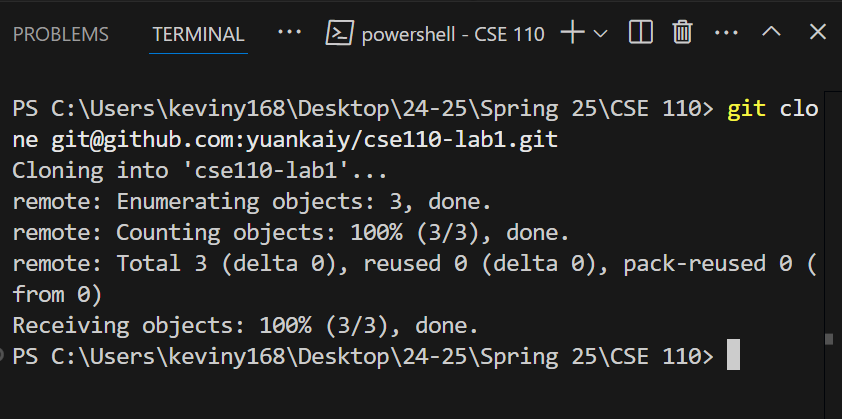 PROBLEMS TERMINAL ··· powershell - CSE 110 ···
PS C:\Users\keviny168\Desktop\24-25\Spring 25\CSE 110> git clo
ne git@github.com:yuankaiy/cse110-lab1.git
Cloning into 'cse110-lab1'...
remote: Enumerating objects: 3, done.
remote: Counting objects: 100% (3/3), done.
remote: Total 3 (delta 0), reused 0 (delta 0), pack-reused 0 (
from 0)
Receiving objects: 100% (3/3), done.
PS C:\Users\keviny168\Desktop\24-25\Spring 25\CSE 110>